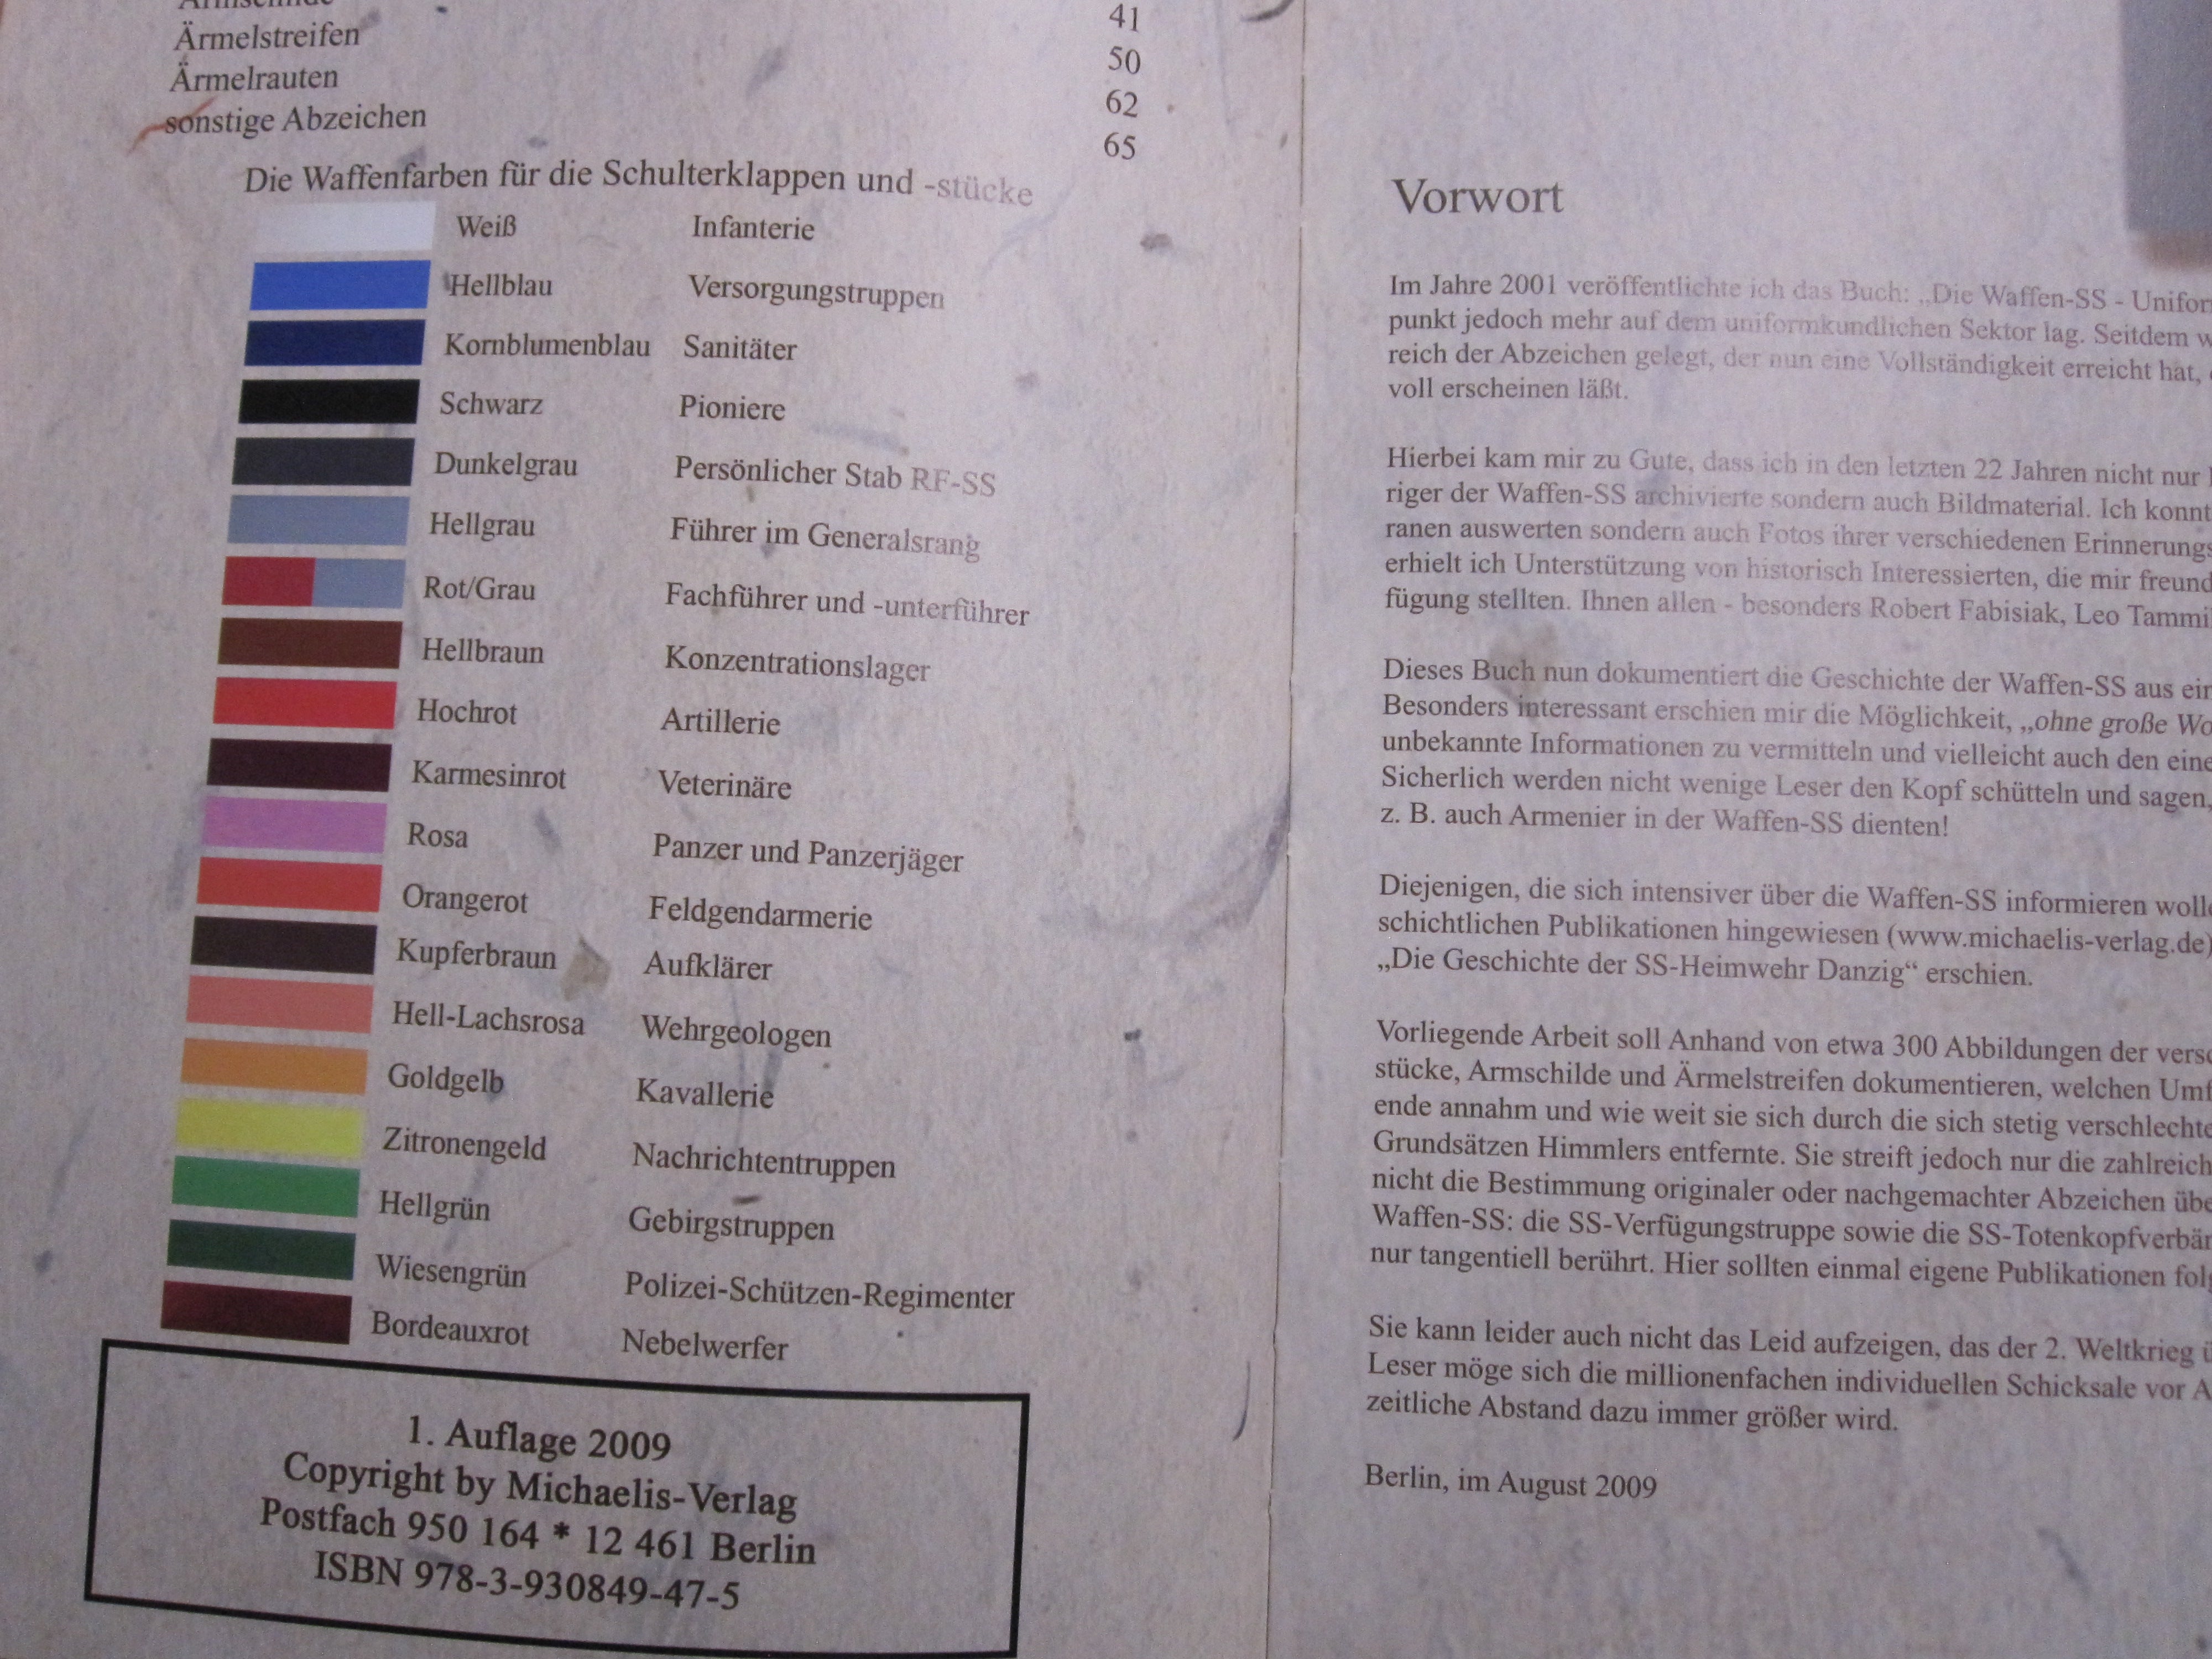 Ärmelstreifen 41
Ärmelrauten 50
sonstige Abzeichen 62
65
Die Waffenfarben für die Schulterklappen und -stücke
Weiß Infanterie
Hellblau Versorgungstruppen
Kornblumenblau Sanitäter
Schwarz Pioniere
Dunkelgrau Persönlicher Stab RF-SS
Hellgrau Führer im Generalsrang
Rot/Grau Fachführer und -unterführer
Hellbraun Konzentrationslager
Hochrot Artillerie
Karmesinrot Veterinäre
Rosa Panzer und Panzerjäger
Orangerot Feldgendarmerie
Kupferbraun Aufklärer
Hell-Lachsrosa Wehrgeologen
Goldgelb Kavallerie
Zitronengeld Nachrichtentruppen
Hellgrün Gebirgstruppen
Wiesengrün Polizei-Schützen-Regimenter
Bordeauxrot Nebelwerfer
1. Auflage 2009
Copyright by Michaelis-Verlag
Postfach 950 164 * 12 461 Berlin
ISBN 978-3-930849-47-5
Vorwort
Im Jahre 2001 veröffentlichte ich das Buch: „Die Waffen-SS - Unifor
punkt jedoch mehr auf dem uniformkundlichen Sektor lag. Seitdem w
reich der Abzeichen gelegt, der nun eine Vollständigkeit erreicht hat,
voll erscheinen läßt.
Hierbei kam mir zu Gute, dass ich in den letzten 22 Jahren nicht nur
riger der Waffen-SS archivierte sondern auch Bildmaterial. Ich konnt
ranen auswerten sondern auch Fotos ihrer verschiedenen Erinnerungs
erhielt ich Unterstützung von historisch Interessierten, die mir freund
fügung stellten. Ihnen allen - besonders Robert Fabisiak, Leo Tammi
Dieses Buch nun dokumentiert die Geschichte der Waffen-SS aus ein
Besonders interessant erschien mir die Möglichkeit, „ohne große Wo
unbekannte Informationen zu vermitteln und vielleicht auch den eine
Sicherlich werden nicht wenige Leser den Kopf schütteln und sagen,
z. B. auch Armenier in der Waffen-SS dienten!
Diejenigen, die sich intensiver über die Waffen-SS informieren wolle
schichtlichen Publikationen hingewiesen (www.michaelis-verlag.de)
„Die Geschichte der SS-Heimwehr Danzig“ erschien.
Vorliegende Arbeit soll Anhand von etwa 300 Abbildungen der versc
stücke, Armschilde und Ärmelstreifen dokumentieren, welchen Umf
ende annahm und wie weit sie sich durch die sich stetig verschlechte
Grundsätzen Himmlers entfernte. Sie streift jedoch nur die zahlreich
nicht die Bestimmung originaler oder nachgemachter Abzeichen übe
Waffen-SS: die SS-Verfügungstruppe sowie die SS-Totenkopfverbän
nur tangentiell berührt. Hier sollten einmal eigene Publikationen folg
Sie kann leider auch nicht das Leid aufzeigen, das der 2. Weltkrieg ü
Leser möge sich die millionenfachen individuellen Schicksale vor A
zeitliche Abstand dazu immer größer wird.
Berlin, im August 2009